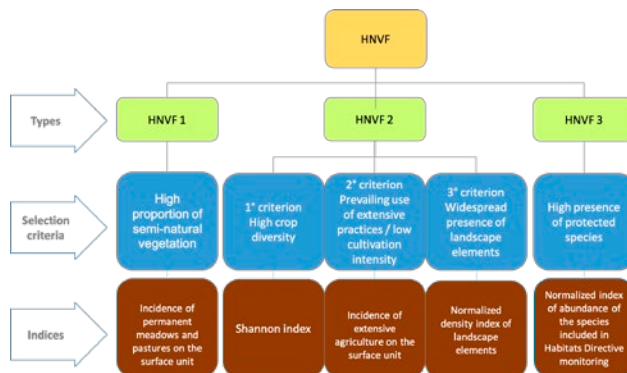 HNVF
Types
HNVF 1
HNVF 2
HNVF 3
Selection
criteria
High
proportion of
semi-natural
vegetation
1° criterion
High crop
diversity
2° criterion
Prevailing use
of extensive
practices / low
cultivation
intensity
3° criterion
Widespread
presence of
landscape
elements
High presence
of protected
species
Indices
Incidence of
permanent
meadows and
pastures on the
surface unit
Shannon index
Incidence of
extensive
agriculture on the
surface unit
Normalized
density index of
landscape
elements
Normalized index
of abundance of
the species
included in
Habitats Directive
monitoring